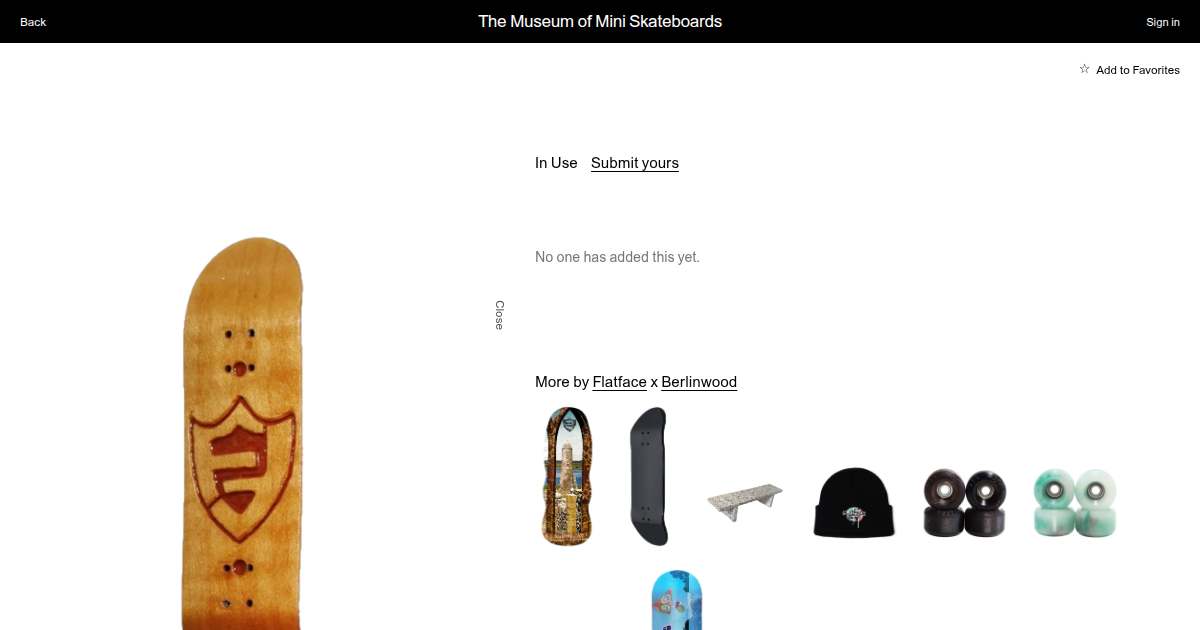 Back
The Museum of Mini Skateboards
Sign in
☆ Add to Favorites
In Use Submit yours
No one has added this yet.
Close
More by Flatface x Berlinwood